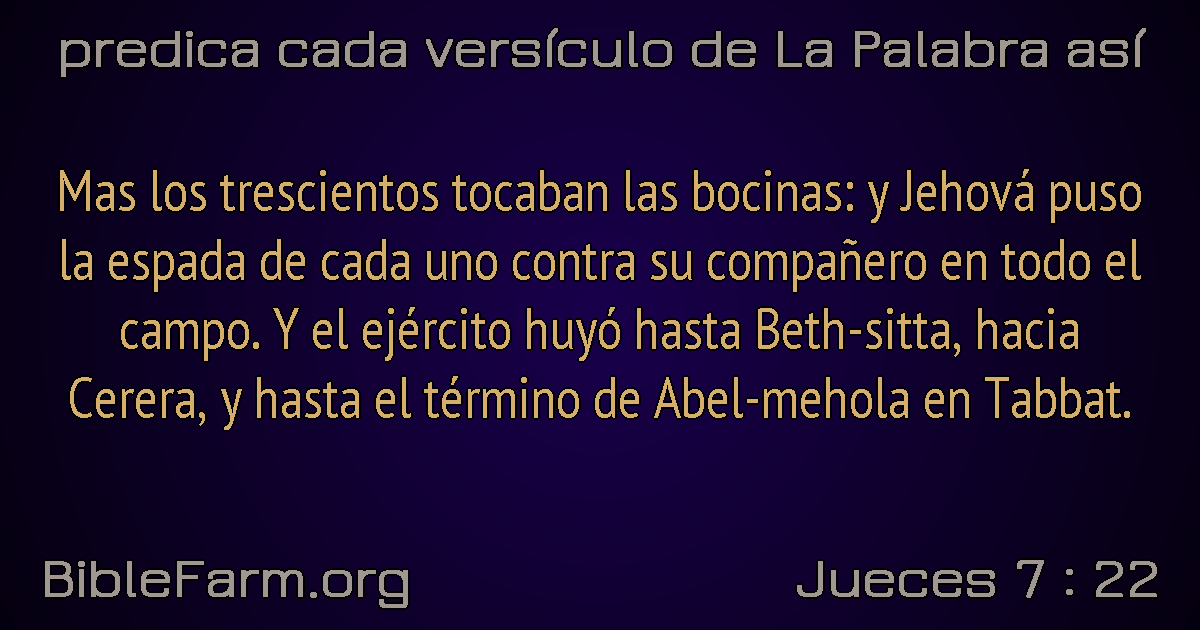 predica cada versículo de La Palabra así
Mas los trescientos tocaban las bocinas: y Jehová puso
la espada de cada uno contra su compañero en todo el
campo. Y el ejército huyó hasta Beth-sitta, hacia
Cerera, y hasta el término de Abel-mehola en Tabbat.
BibleFarm.org
Jueces 7 : 22